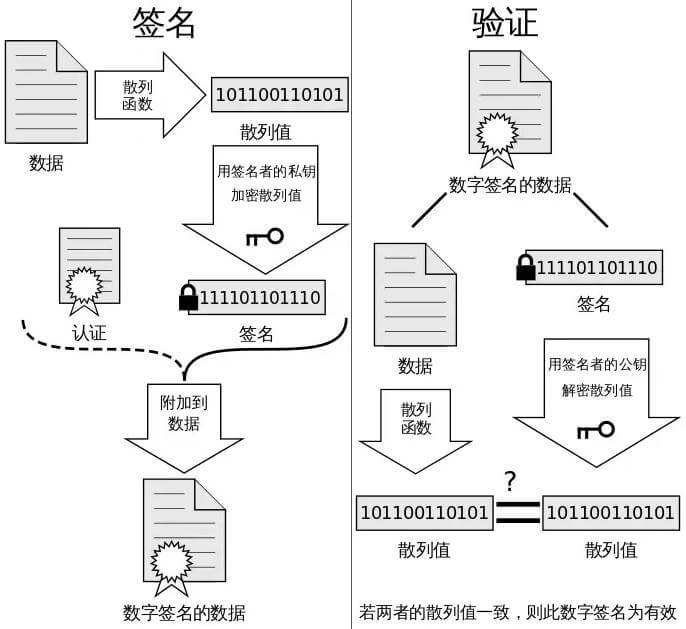 签名
散列
函数
101100110101
散列值
数据
用签名者的私钥
加密散列值
111101101110
签名
认证
附加到
数据
数字签名的数据
验证
数字签名的数据
数据
111101101110
签名
散列
函数
用签名者的公钥
解密散列值
?
101100110101
101100110101
散列值
散列值
若两者的散列值一致，则此数字签名为有效